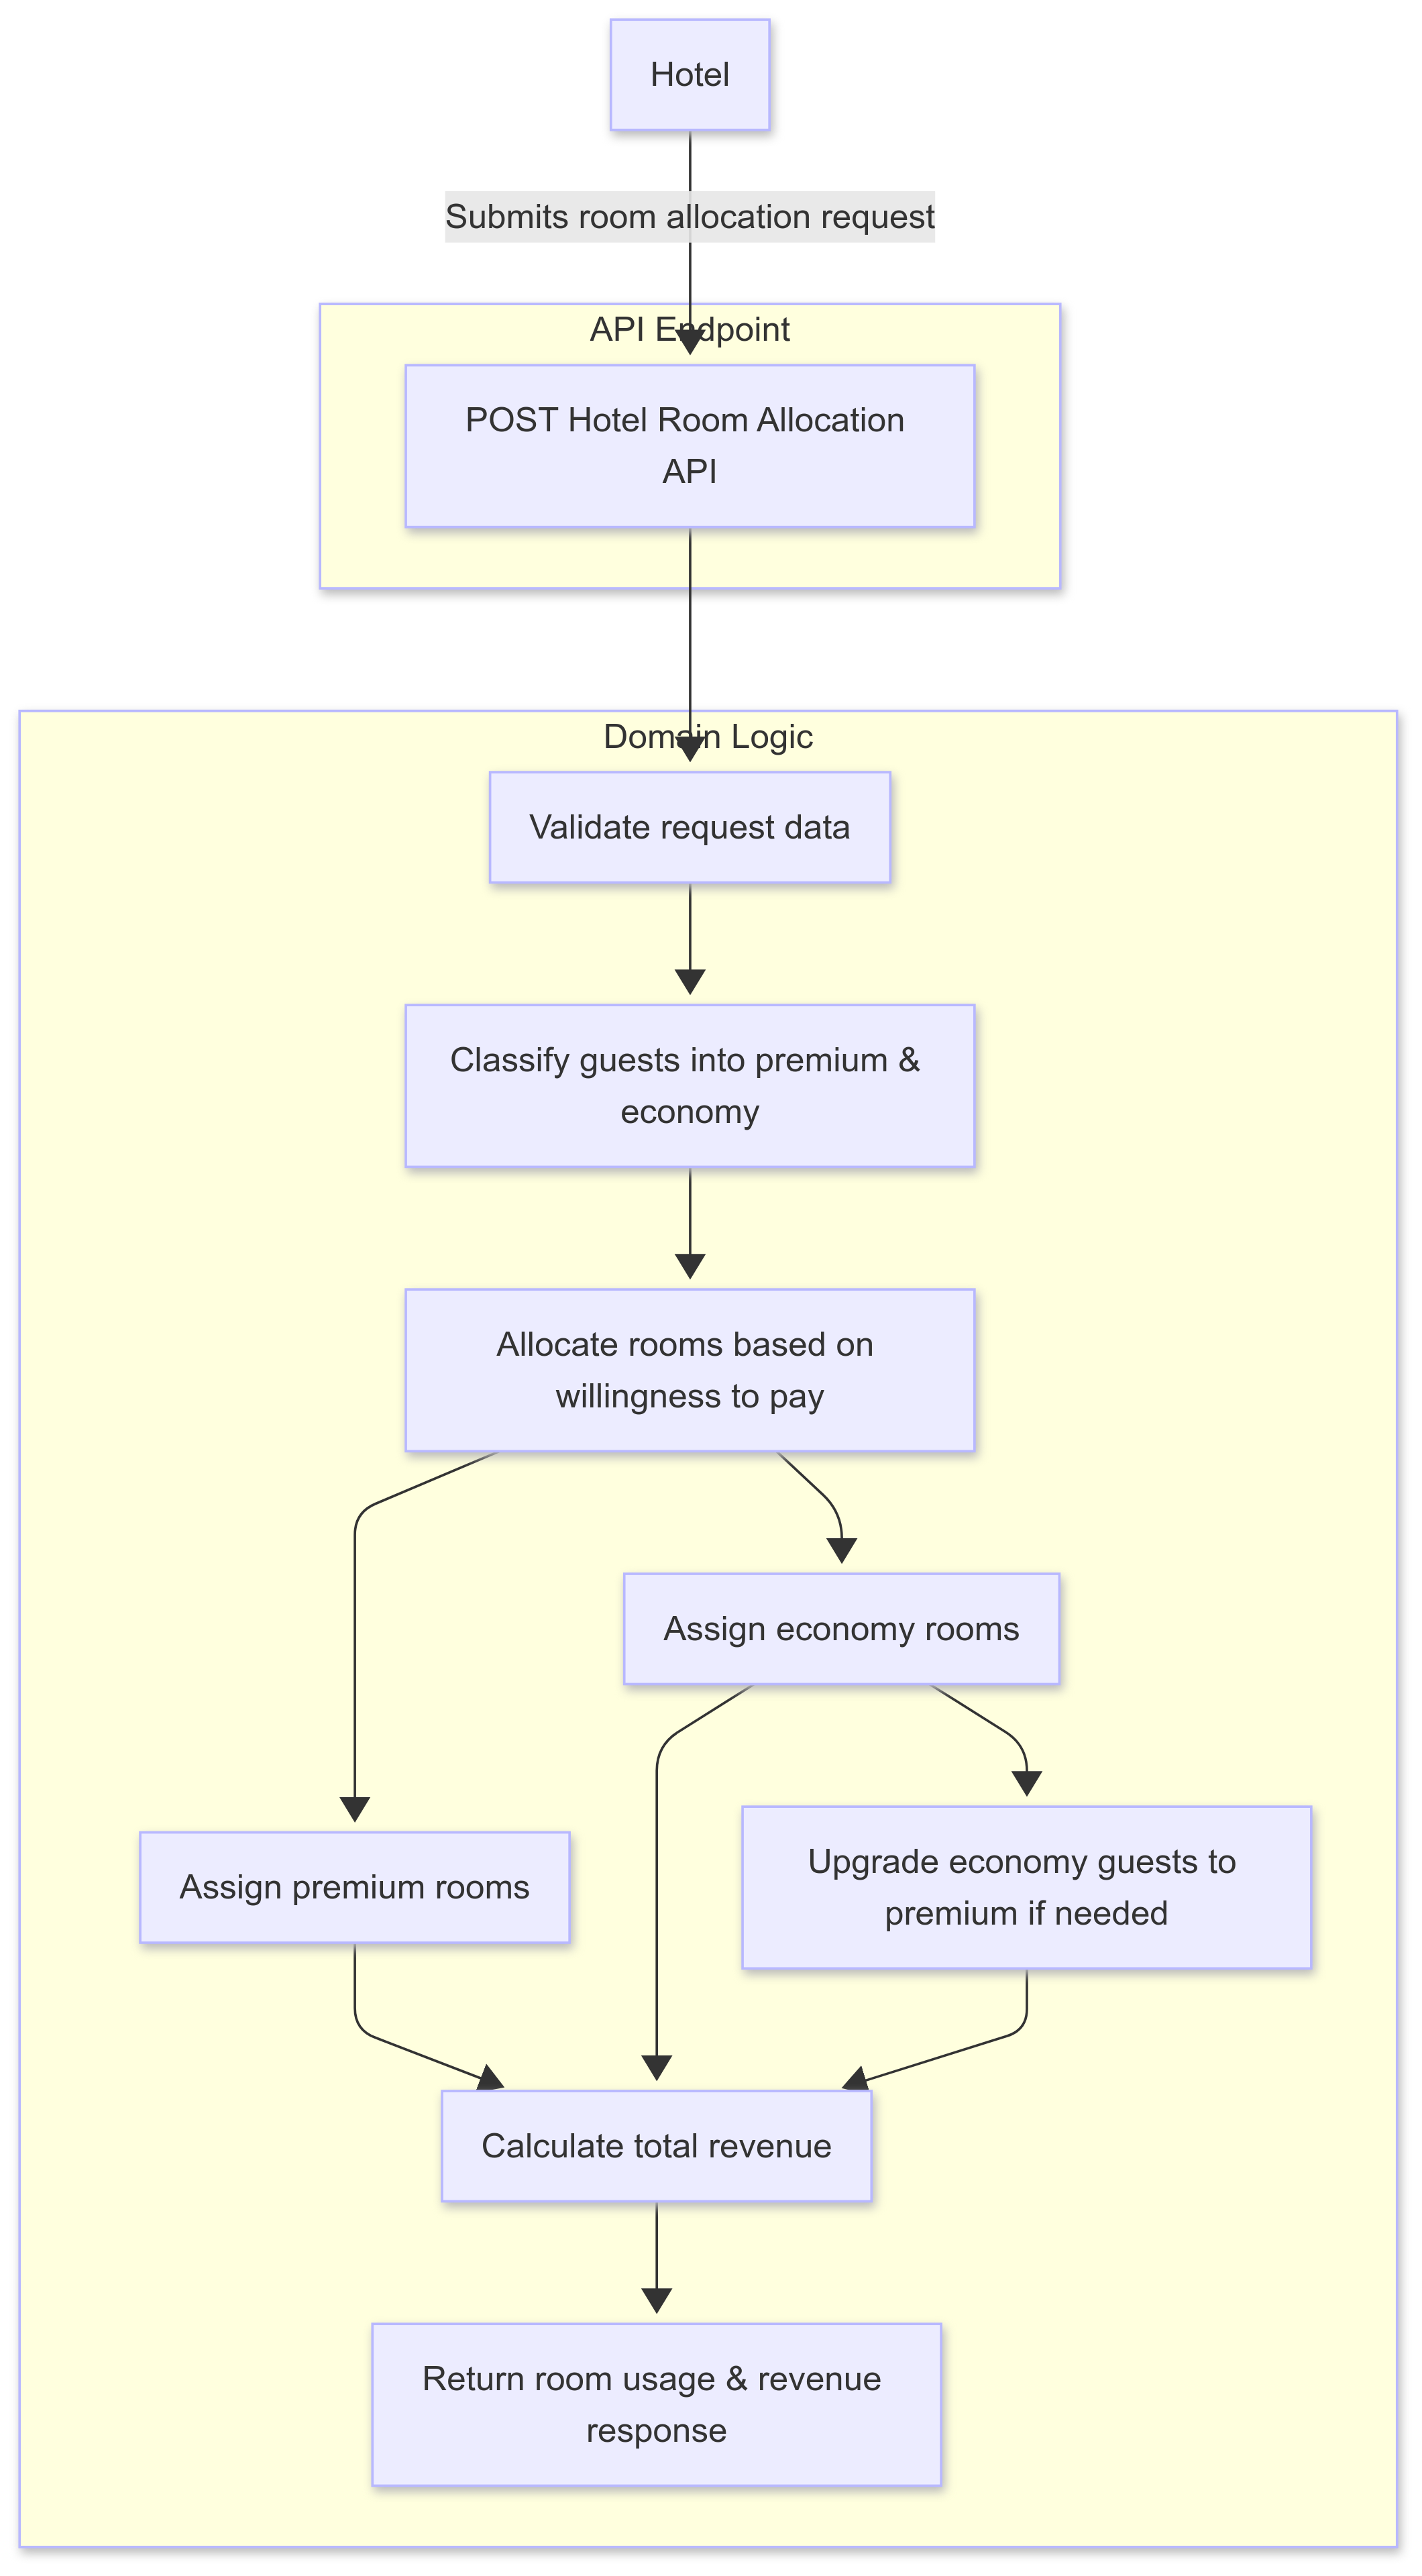 Hotel
Submits room allocation request
API Endpoint
POST Hotel Room Allocation
API
Domain Logic
Validate request data
Classify guests into premium &
economy
Allocate rooms based on
willingness to pay
Assign economy rooms
Upgrade economy guests to
premium if needed
Assign premium rooms
Calculate total revenue
Return room usage & revenue
response